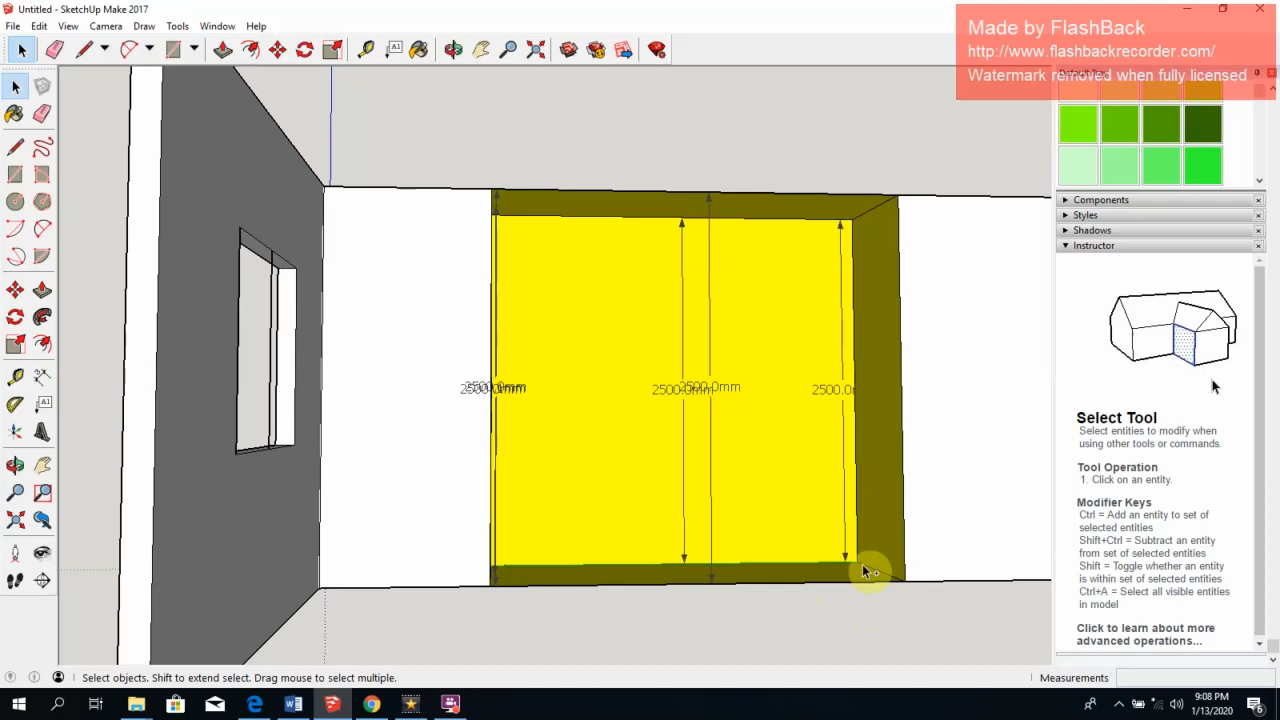 Untitled - SketchUp Make 2017
Made by FlashBack
http://www.flashbackrecorder.com/
Watermark removed when fully licensed
File Edit View Camera Draw Tools Window Help
A1
A1
Components
Styles
Shadows
Instructor
2500.0mm
2500.0mm
2500.0mm
2500.0mm
2500.0m
Select Tool
Select entities to modify when
using other tools or commands.
Tool Operation
1. Click on an entity.
Modifier Keys
Ctrl = Add an entity to set of
selected entities
Shift+Ctrl = Subtract an entity
from set of selected entities
Shift = Toggle whether an entity
is within set of selected entities
Ctrl+A = Select all visible entities
in model
Click to learn about more
advanced operations...
Select objects. Shift to extend select. Drag mouse to select multiple.
Measurements
9:08 PM
1/13/2020
6